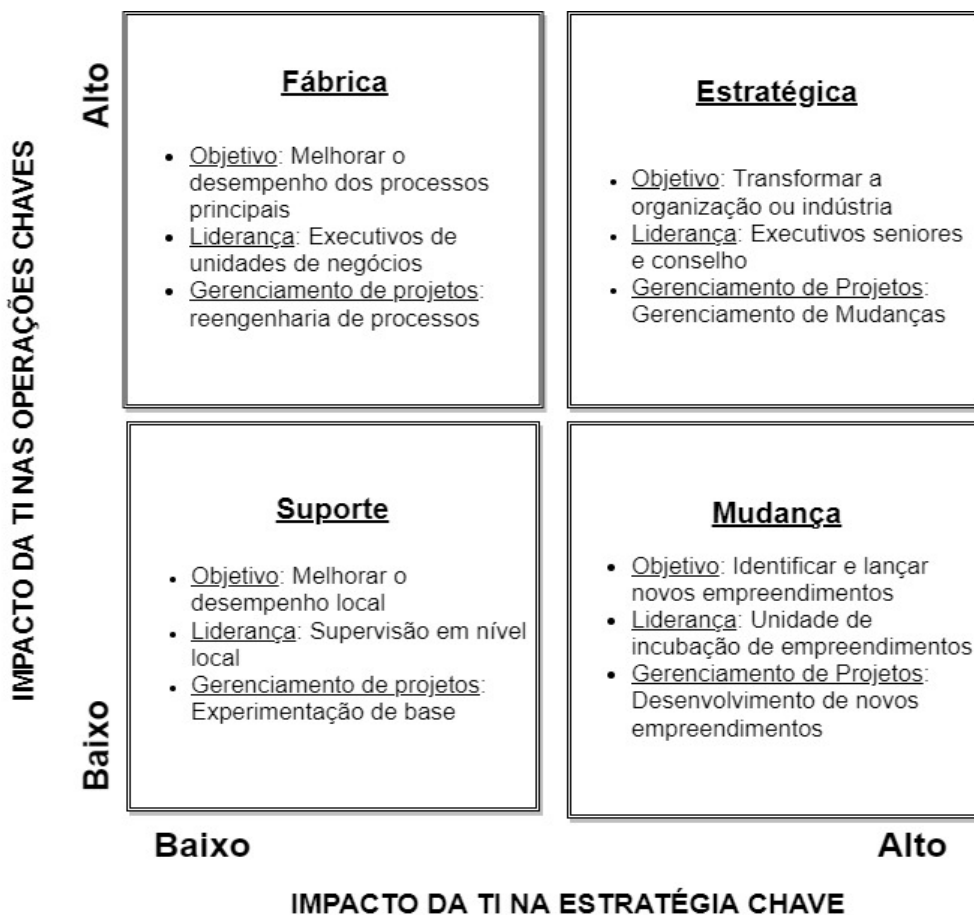 IMPACTO DA TI NAS OPERAÇÕES CHAVES
Alto
Fábrica
• Objetivo: Melhorar o
desempenho dos processos
principais
• Liderança: Executivos de
unidades de negócios
• Gerenciamento de projetos:
reengenharia de processos
Estratégica
• Objetivo: Transformar a
organização ou indústria
• Liderança: Executivos seniores
e conselho
• Gerenciamento de Projetos:
Gerenciamento de Mudanças
Baixo
Suporte
• Objetivo: Melhorar o
desempenho local
• Liderança: Supervisão em nível
local
• Gerenciamento de projetos:
Experimentação de base
Mudança
• Objetivo: Identificar e lançar
novos empreendimentos
• Liderança: Unidade de
incubação de empreendimentos
• Gerenciamento de Projetos:
Desenvolvimento de novos
empreendimentos
Baixo
Alto
IMPACTO DA TI NA ESTRATÉGIA CHAVE